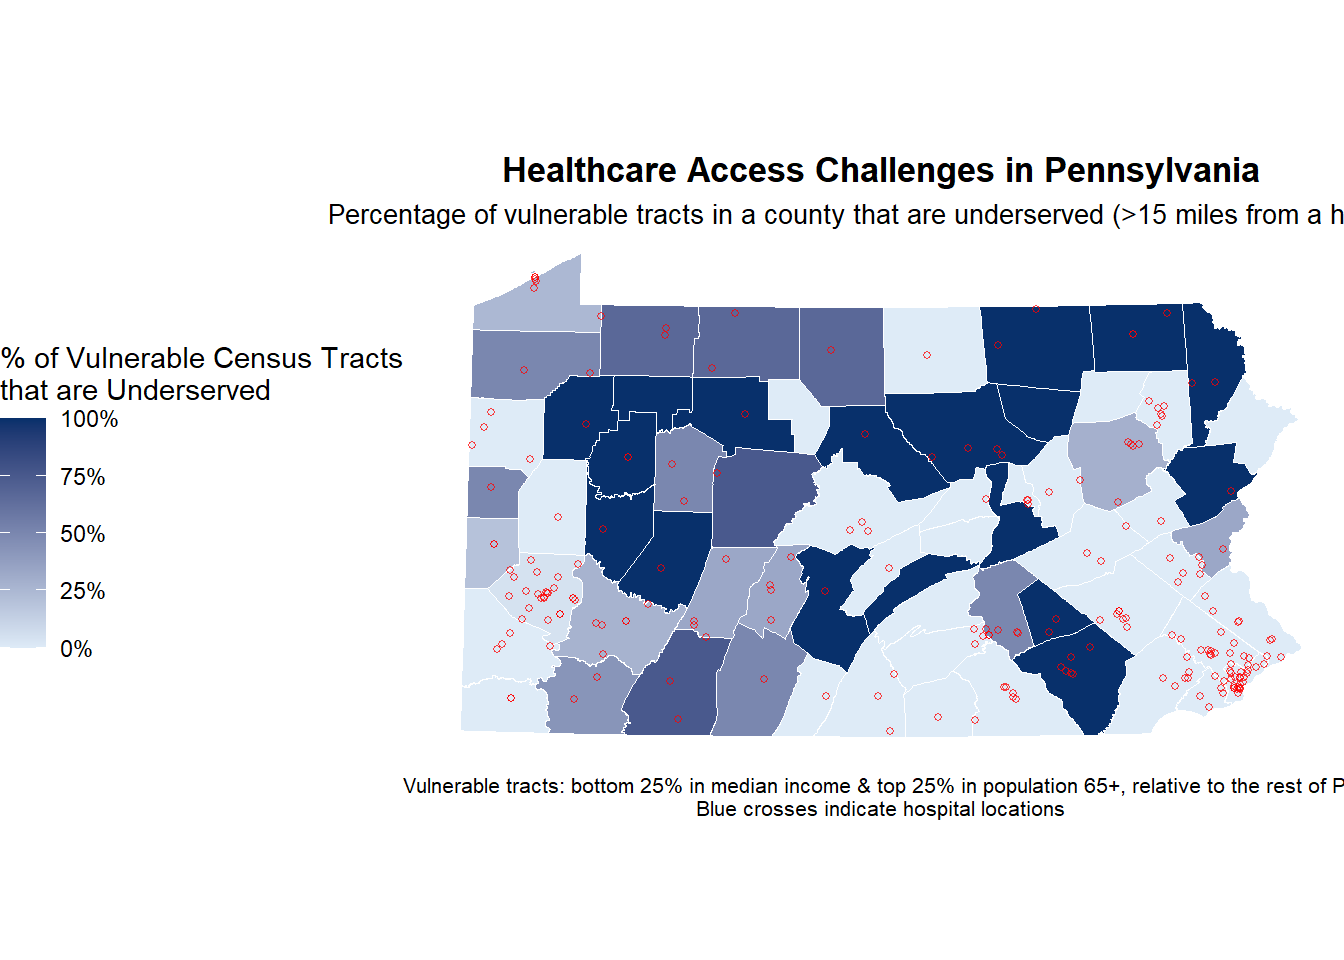 Healthcare Access Challenges in Pennsylvania
Percentage of vulnerable tracts in a county that are underserved (>15 miles from a h
% of Vulnerable Census Tracts
that are Underserved
100%
75%
50%
25%
0%
Vulnerable tracts: bottom 25% in median income & top 25% in population 65+, relative to the rest of P
Blue crosses indicate hospital locations